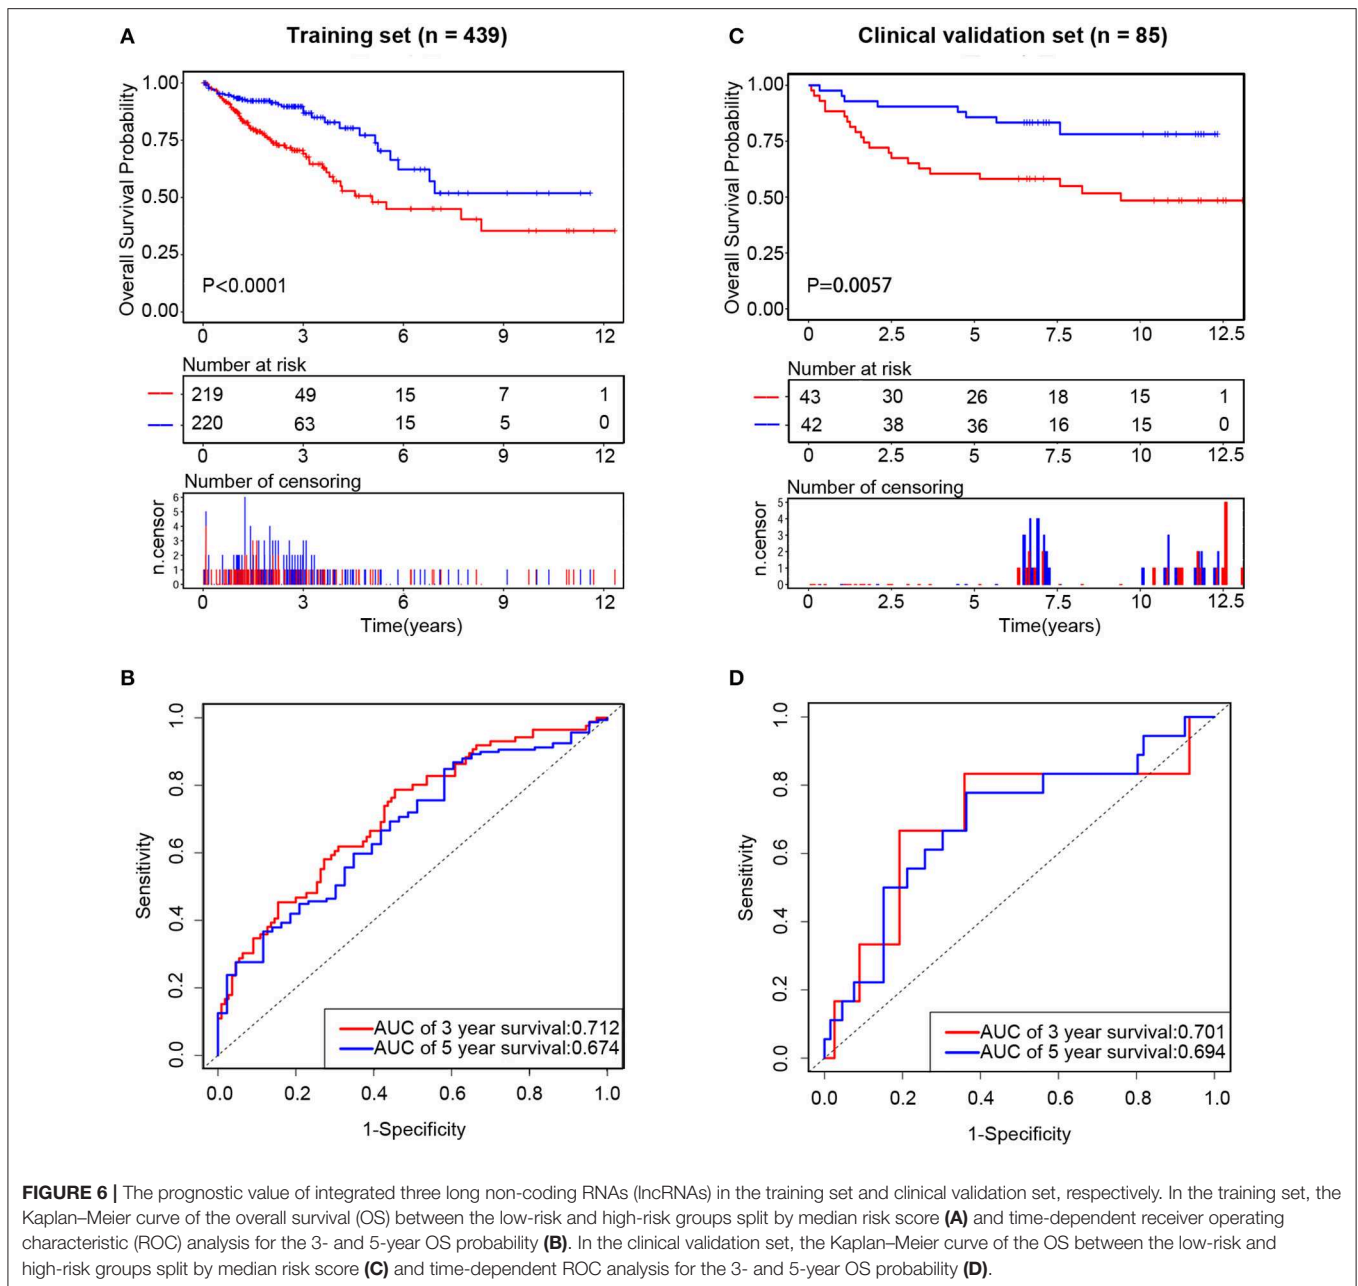 A
Training set (n = 439)
1.00
0.75
0.50
0.25
0.00
Overall Survival Probability
P<0.0001
0 3 6 9 12
Number at risk
219 49 15 7 1
220 63 15 5 0
0 3 6 9 12
Number of censoring
n.censor
6
5
4
3
2
1
0
0 3 6 9 12
Time(years)
C
Clinical validation set (n = 85)
1.00
0.75
0.50
0.25
0.00
Overall Survival Probability
P=0.0057
0 2.5 5 7.5 10 12.5
Number at risk
43 30 26 18 15 1
42 38 36 16 15 0
0 2.5 5 7.5 10 12.5
Number of censoring
n.censor
5
4
3
2
1
0
0 2.5 5 7.5 10 12.5
Time(years)
B
1.0
0.8
0.6
0.4
0.2
0.0
Sensitivity
AUC of 3 year survival:0.712
AUC of 5 year survival:0.674
0.0 0.2 0.4 0.6 0.8 1.0
1-Specificity
D
1.0
0.8
0.6
0.4
0.2
0.0
Sensitivity
AUC of 3 year survival:0.701
AUC of 5 year survival:0.694
0.0 0.2 0.4 0.6 0.8 1.0
1-Specificity
FIGURE 6 | The prognostic value of integrated three long non-coding RNAs (lncRNAs) in the training set and clinical validation set, respectively. In the training set, the
Kaplan–Meier curve of the overall survival (OS) between the low-risk and high-risk groups split by median risk score (A) and time-dependent receiver operating
characteristic (ROC) analysis for the 3- and 5-year OS probability (B). In the clinical validation set, the Kaplan–Meier curve of the OS between the low-risk and
high-risk groups split by median risk score (C) and time-dependent ROC analysis for the 3- and 5-year OS probability (D).